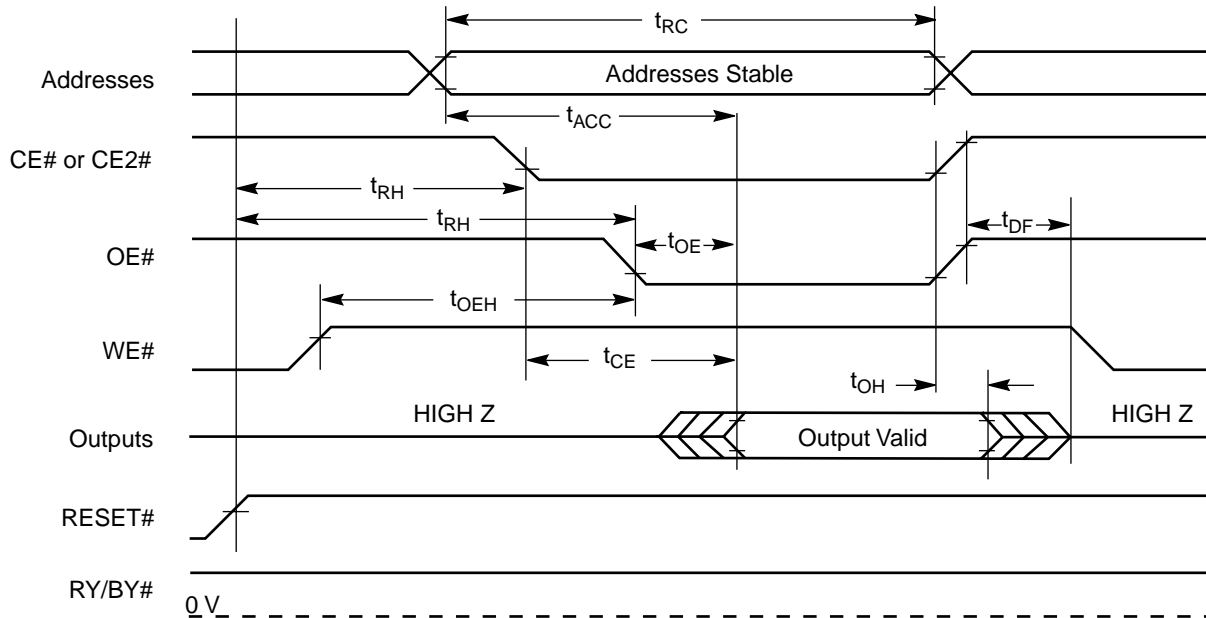 tRC
Addresses
Addresses Stable
tACC
CE# or CE2#
tRH
tRH
tOE
tDF
OE#
tOEH
WE#
tCE
tOH
HIGH Z
HIGH Z
Outputs
Output Valid
RESET#
RY/BY#
0 V